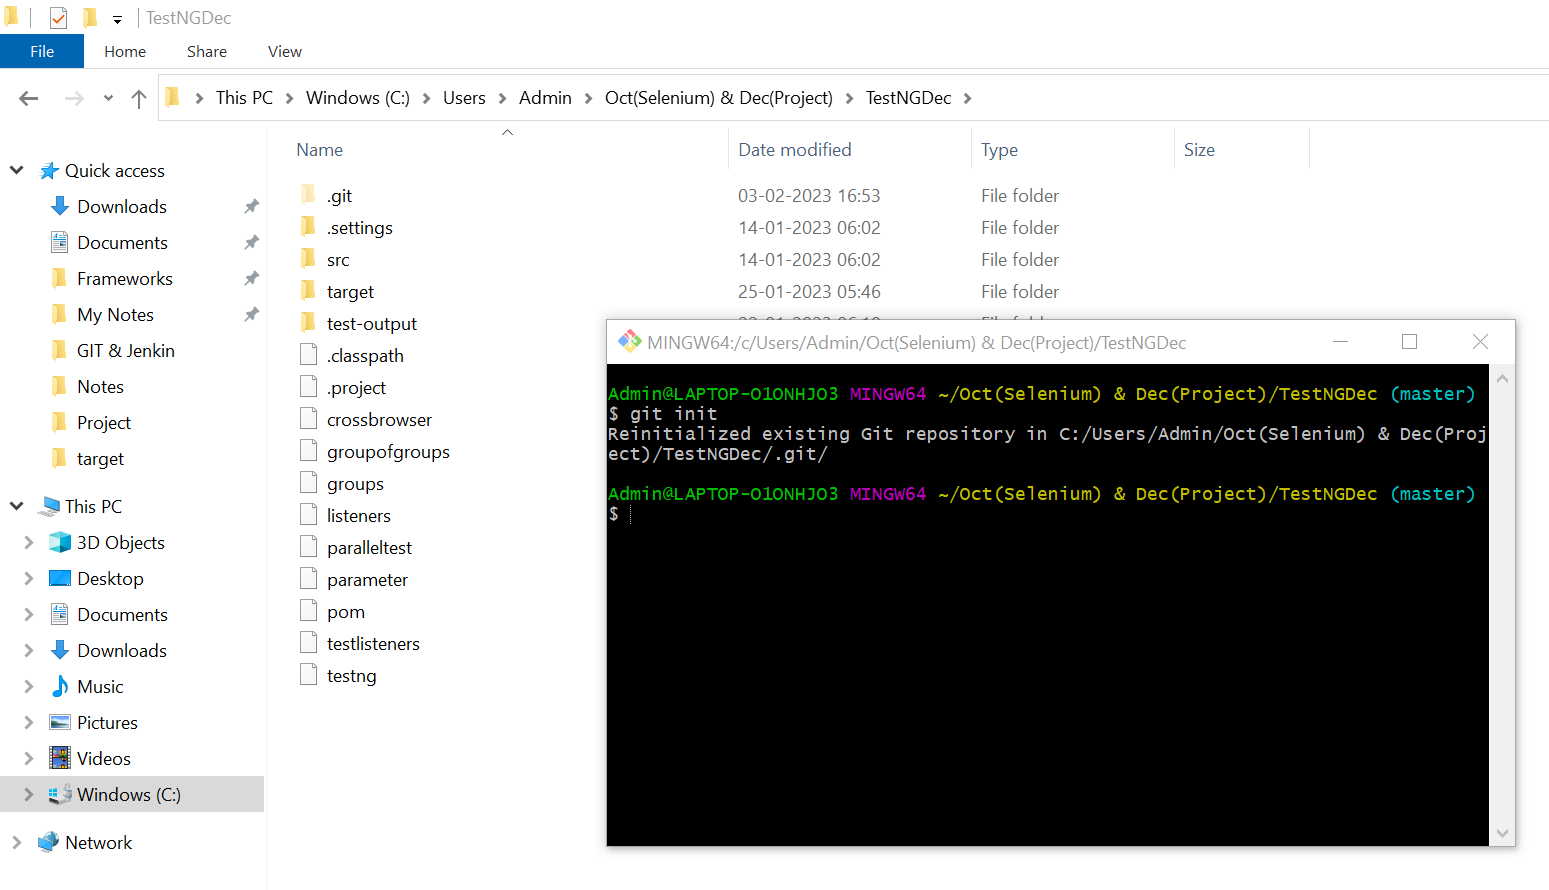 TestNGDec
File Home Share View
This PC Windows (C:) Users Admin Oct(Selenium) & Dec(Project) TestNGDec
Name Date modified Type Size
Quick access
Downloads
Documents
Frameworks
My Notes
GIT & Jenkin
Notes
Project
target
This PC
3D Objects
Desktop
Documents
Downloads
Music
Pictures
Videos
Windows (C:)
Network
.git 03-02-2023 16:53 File folder
.settings 14-01-2023 06:02 File folder
src 14-01-2023 06:02 File folder
target 25-01-2023 05:46 File folder
test-output
.classpath
.project
crossbrowser
groupofgroups
groups
listeners
paralleltest
parameter
pom
testlisteners
testng
MINGW64:/c/Users/Admin/Oct(Selenium) & Dec(Project)/TestNGDec
Admin@LAPTOP-O1ONHJO3 MINGW64 ~/Oct(Selenium) & Dec(Project)/TestNGDec (master)
$ git init
Reinitialized existing Git repository in C:/Users/Admin/Oct(Selenium) & Dec(Proj
ect)/TestNGDec/.git/
Admin@LAPTOP-O1ONHJO3 MINGW64 ~/Oct(Selenium) & Dec(Project)/TestNGDec (master)
$